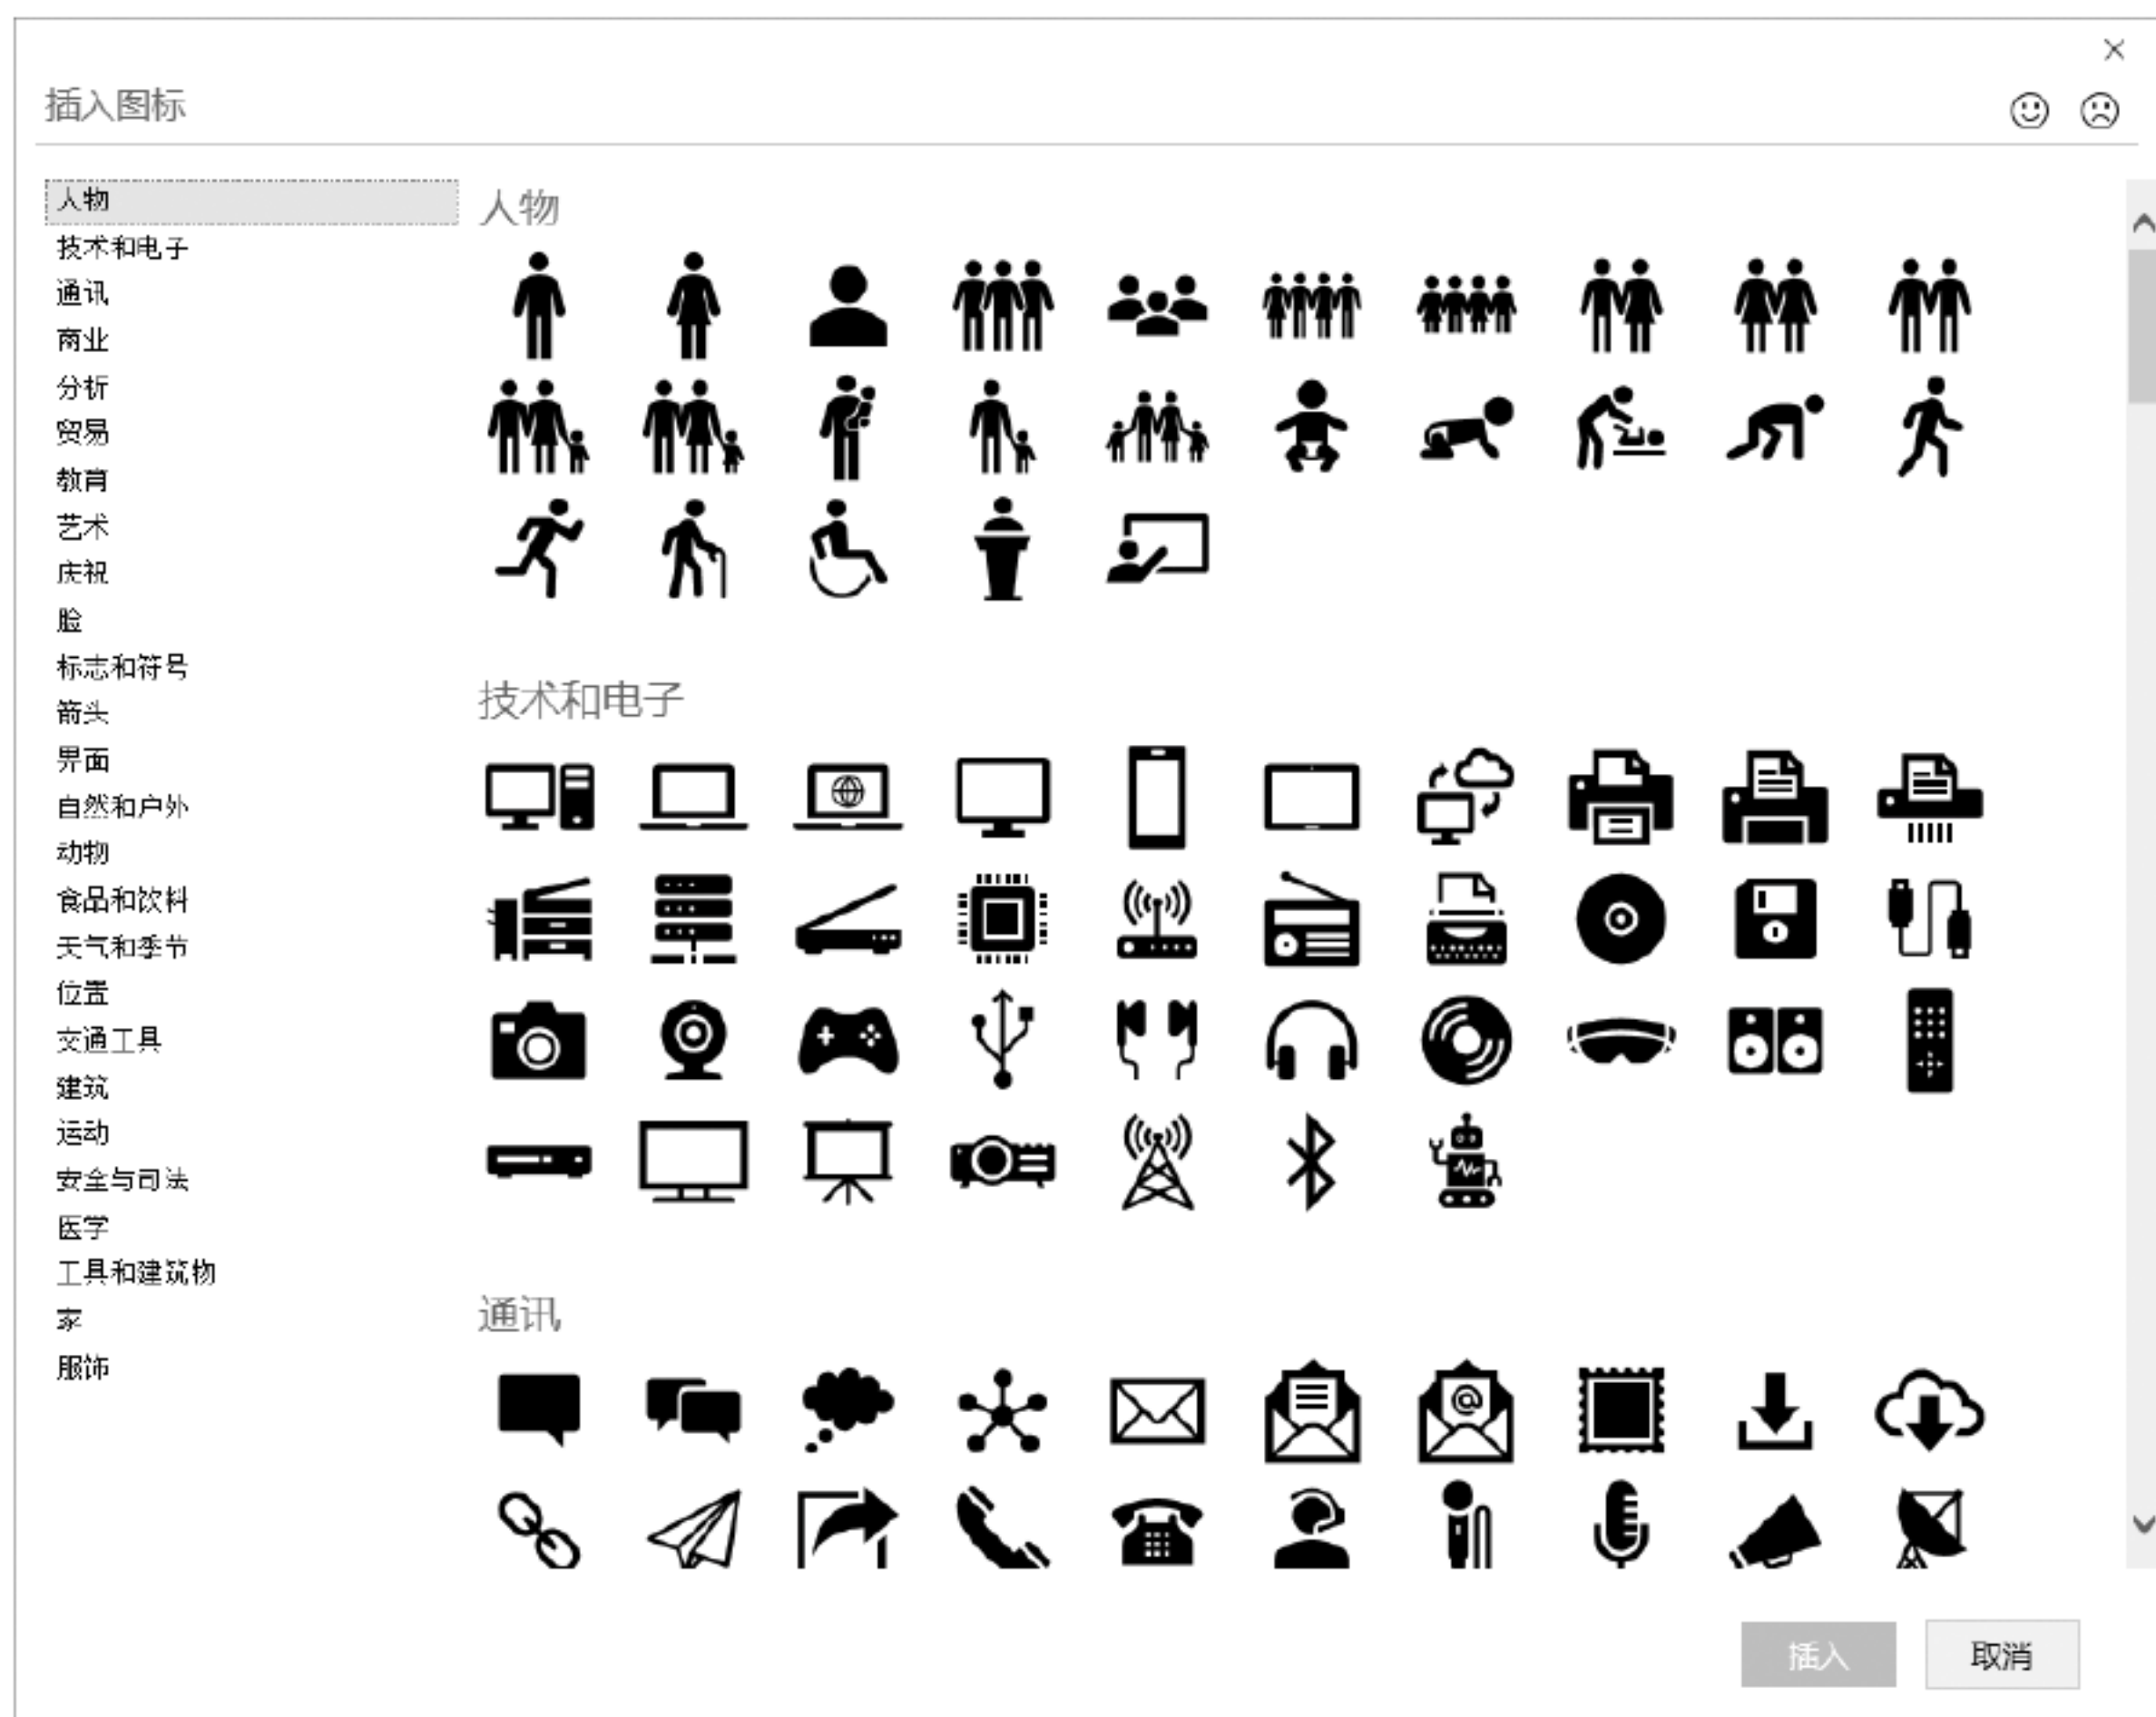 插入图标
人物
技术和电子
通讯
商业
分析
贸易
教育
艺术
庆祝
脸
标志和符号
箭头
界面
自然和户外
动物
食品和饮料
天气和季节
位置
交通工具
建筑
运动
安全与司法
医学
工具和建筑物
家
服饰
人物
技术和电子
通讯
@
插入
取消